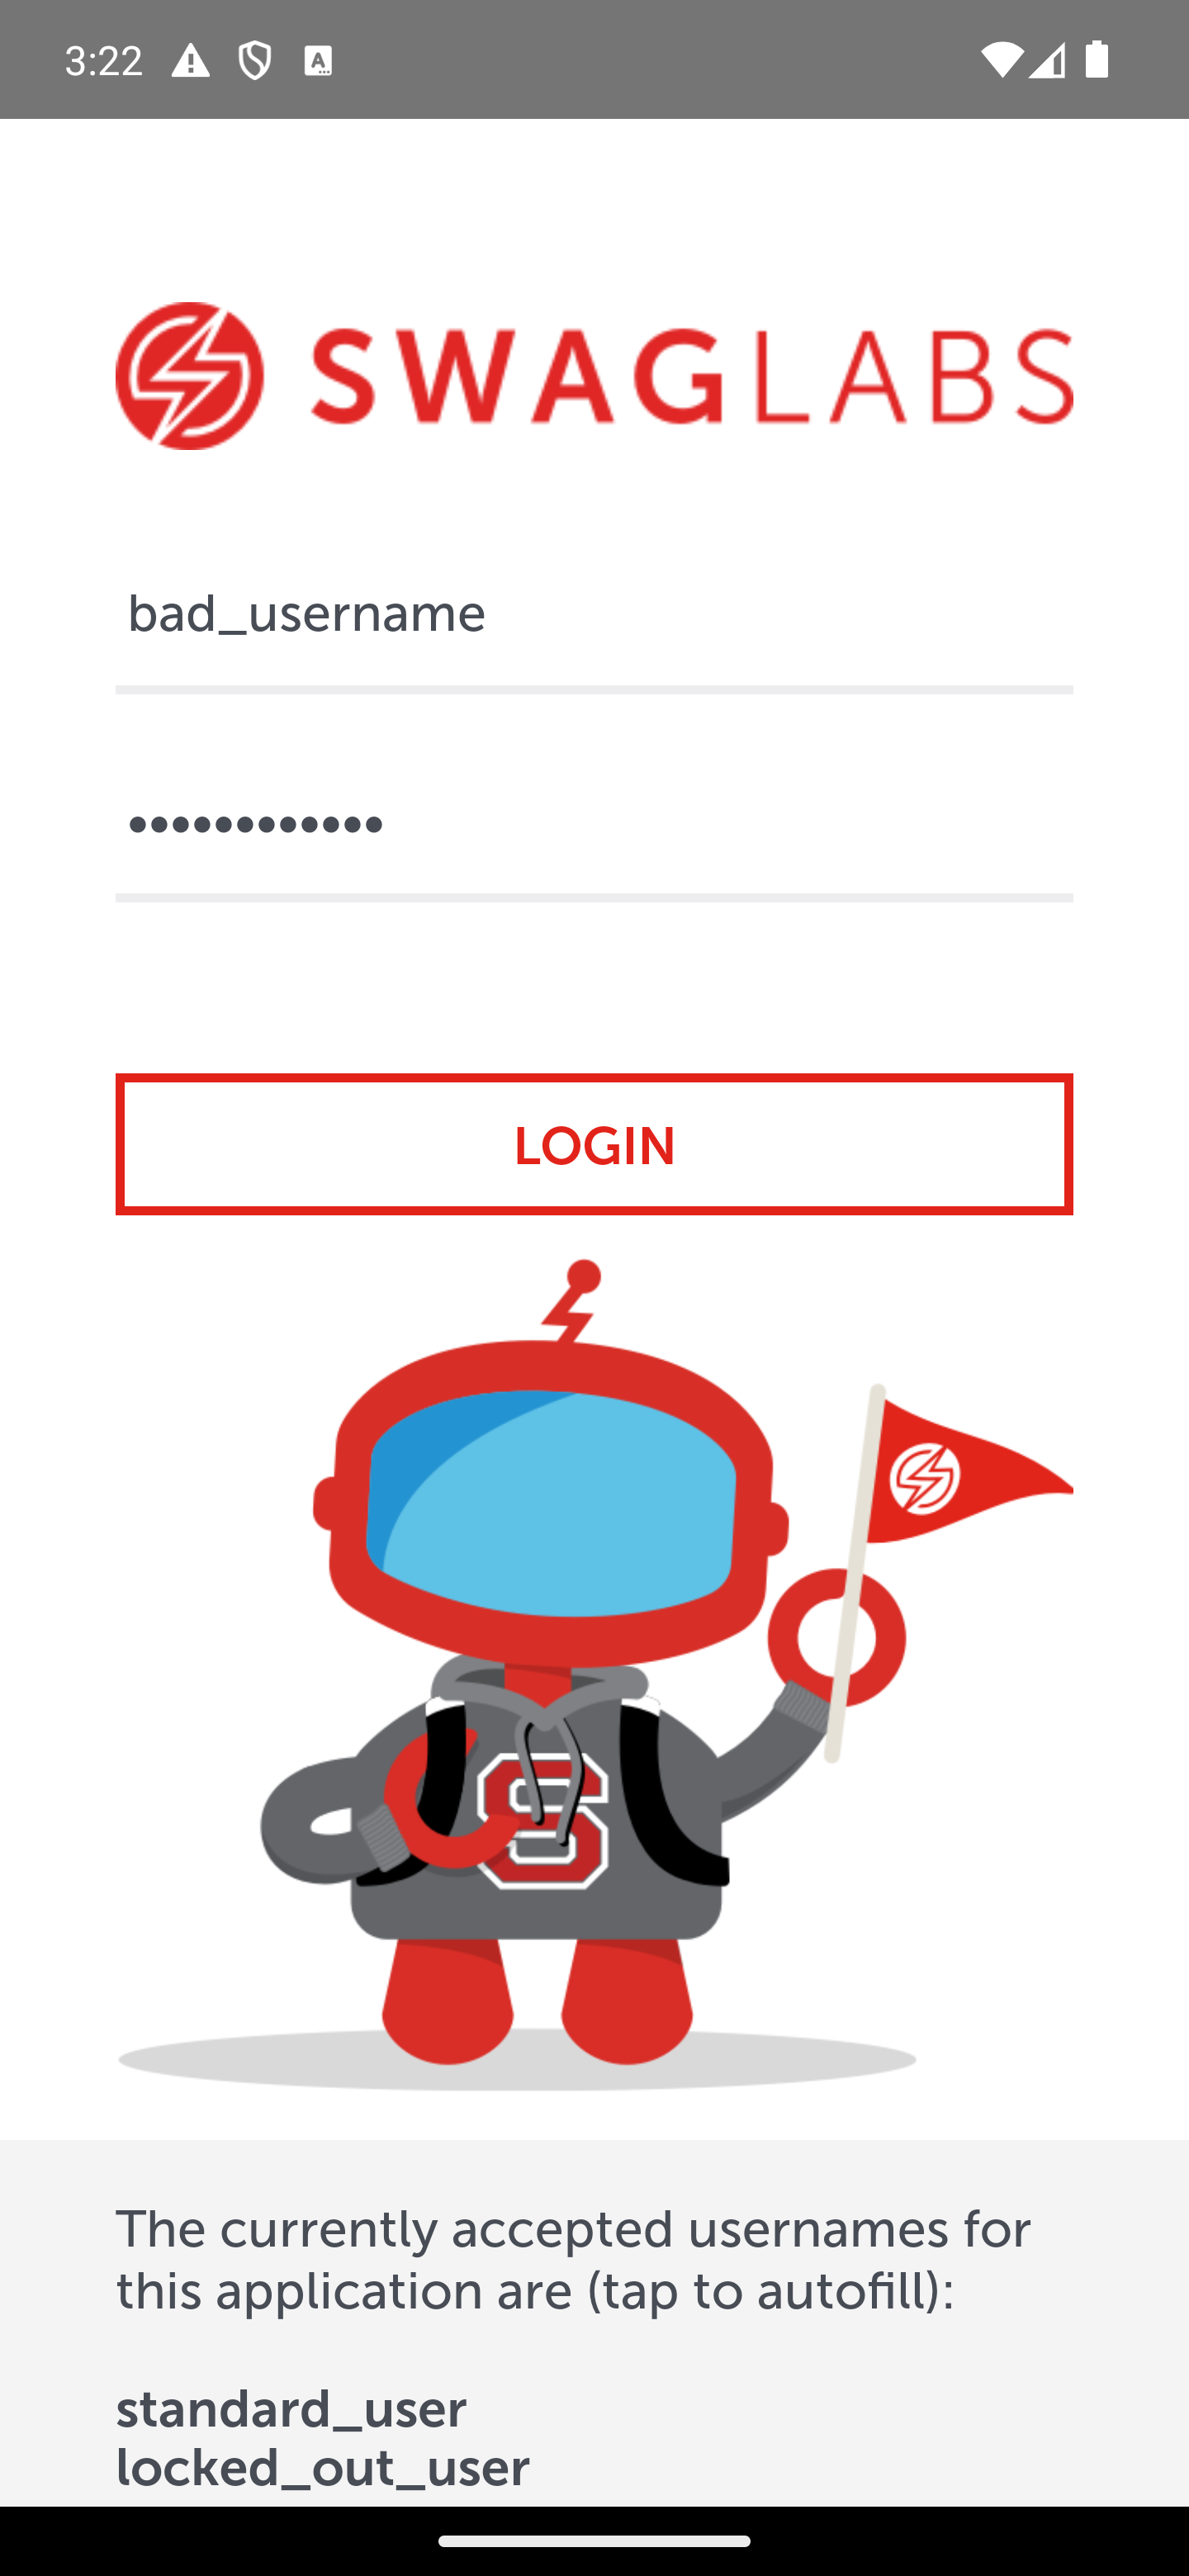 3:22
SWAGLABS
bad_username
••••••••••••
LOGIN
S
The currently accepted usernames for
this application are (tap to autofill):
standard_user
locked_out_user